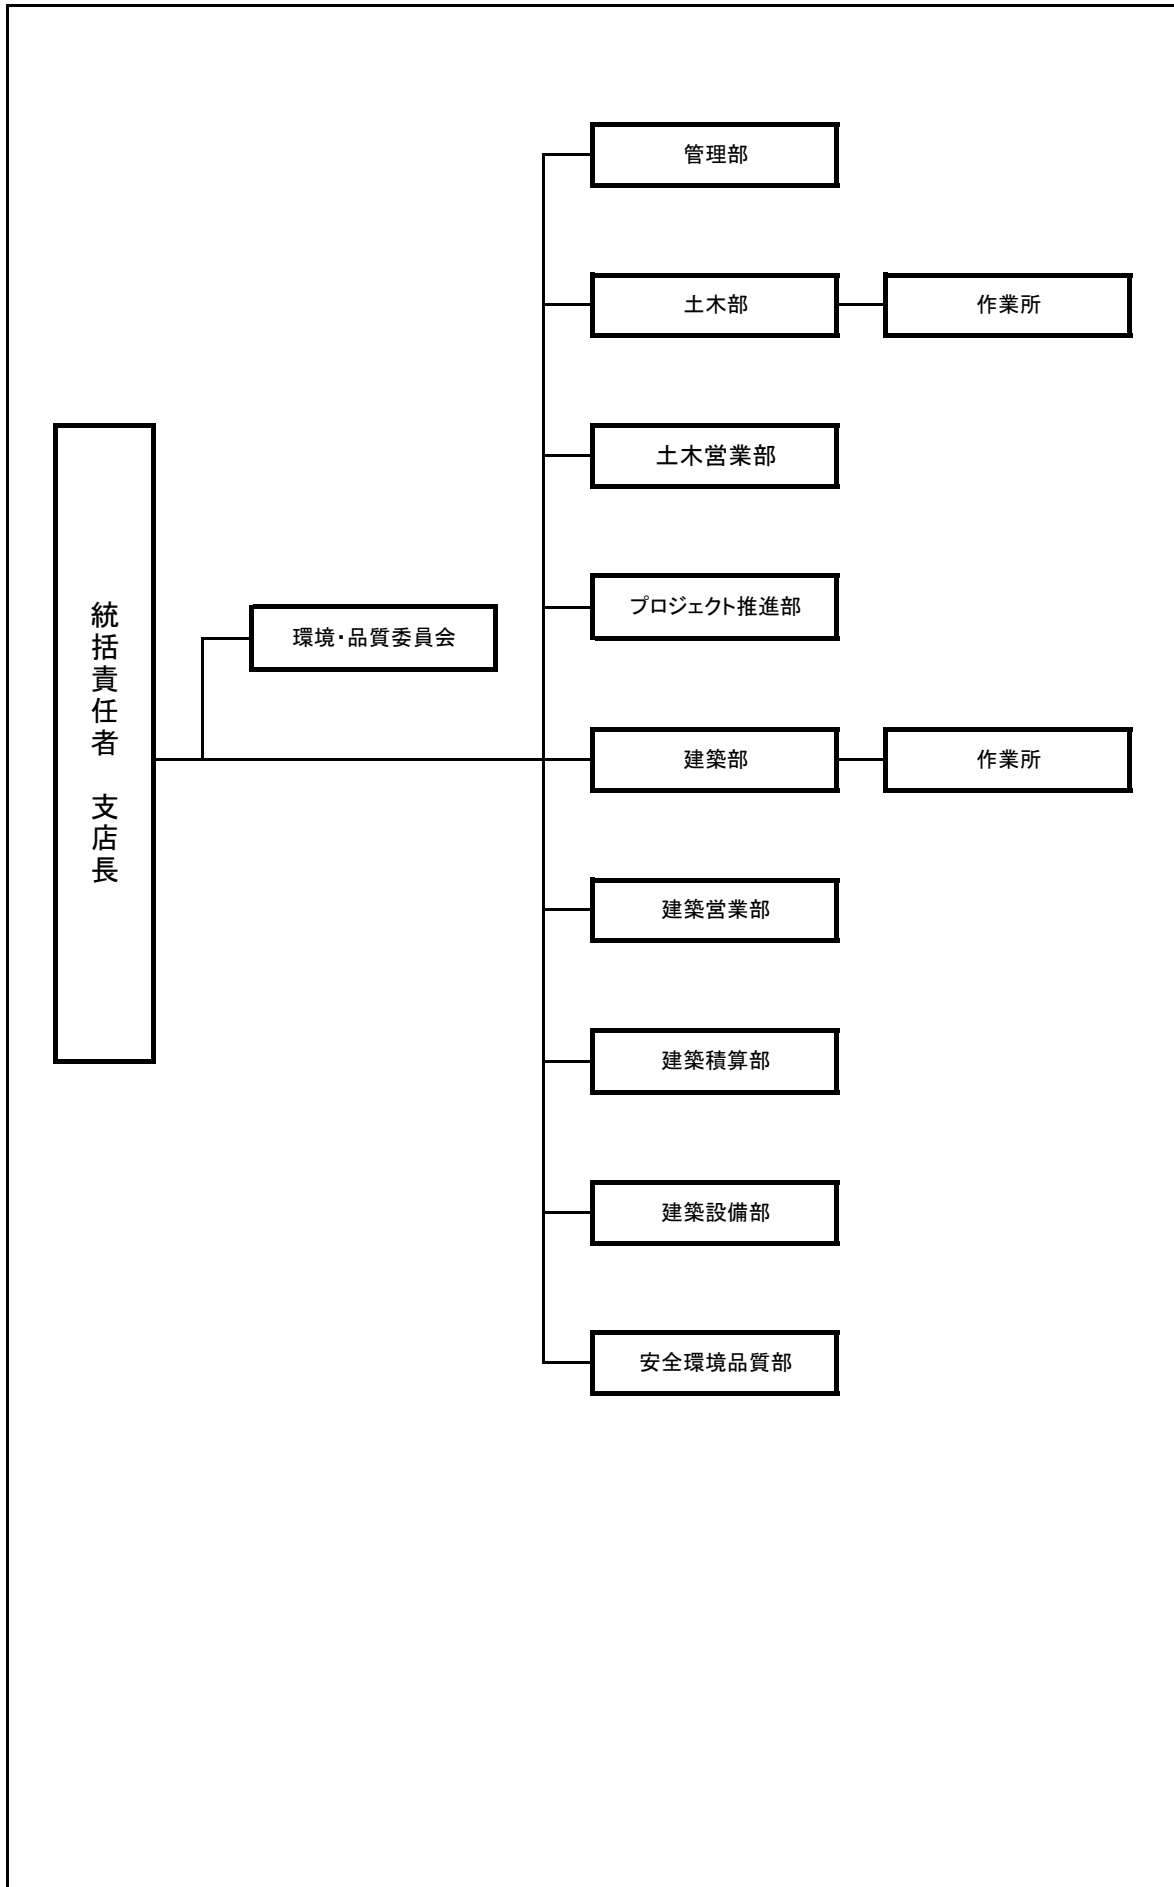 管理部
土木部
作業所
土木営業部
プロジェクト推進部
統括責任者　支店長
環境・品質委員会
建築部
作業所
建築営業部
建築積算部
建築設備部
安全環境品質部